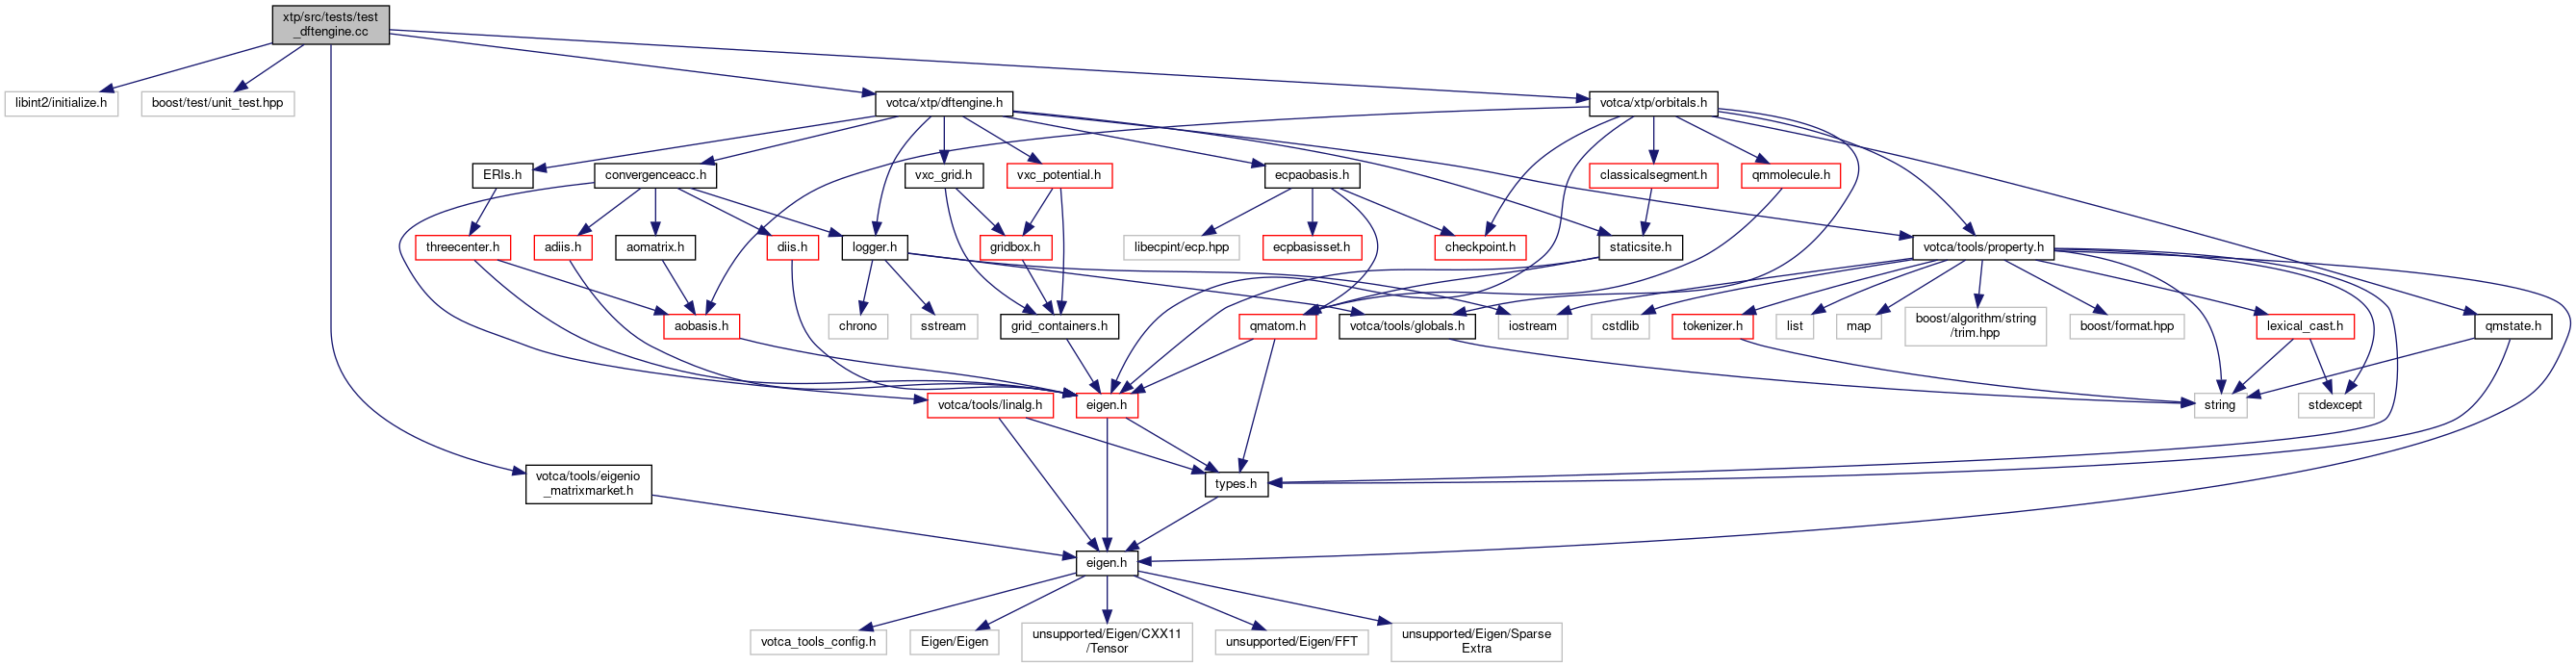 xtp/src/tests/test
_dftengine.cc
libint2/initialize.h
boost/test/unit_test.hpp
votca/xtp/dftengine.h
votca/xtp/orbitals.h
ERIs.h
convergenceacc.h
vxc_grid.h
vxc_potential.h
ecpaobasis.h
classicalsegment.h
qmmolecule.h
threecenter.h
adiis.h
aomatrix.h
diis.h
logger.h
gridbox.h
libecpint/ecp.hpp
ecpbasisset.h
checkpoint.h
staticsite.h
votca/tools/property.h
aobasis.h
chrono
sstream
grid_containers.h
qmatom.h
votca/tools/globals.h
iostream
cstdlib
tokenizer.h
list
map
boost/algorithm/string
/trim.hpp
boost/format.hpp
lexical_cast.h
qmstate.h
votca/tools/linalg.h
eigen.h
string
stdexcept
votca/tools/eigenio
_matrixmarket.h
types.h
eigen.h
votca_tools_config.h
Eigen/Eigen
unsupported/Eigen/CXX11
/Tensor
unsupported/Eigen/FFT
unsupported/Eigen/Sparse
Extra